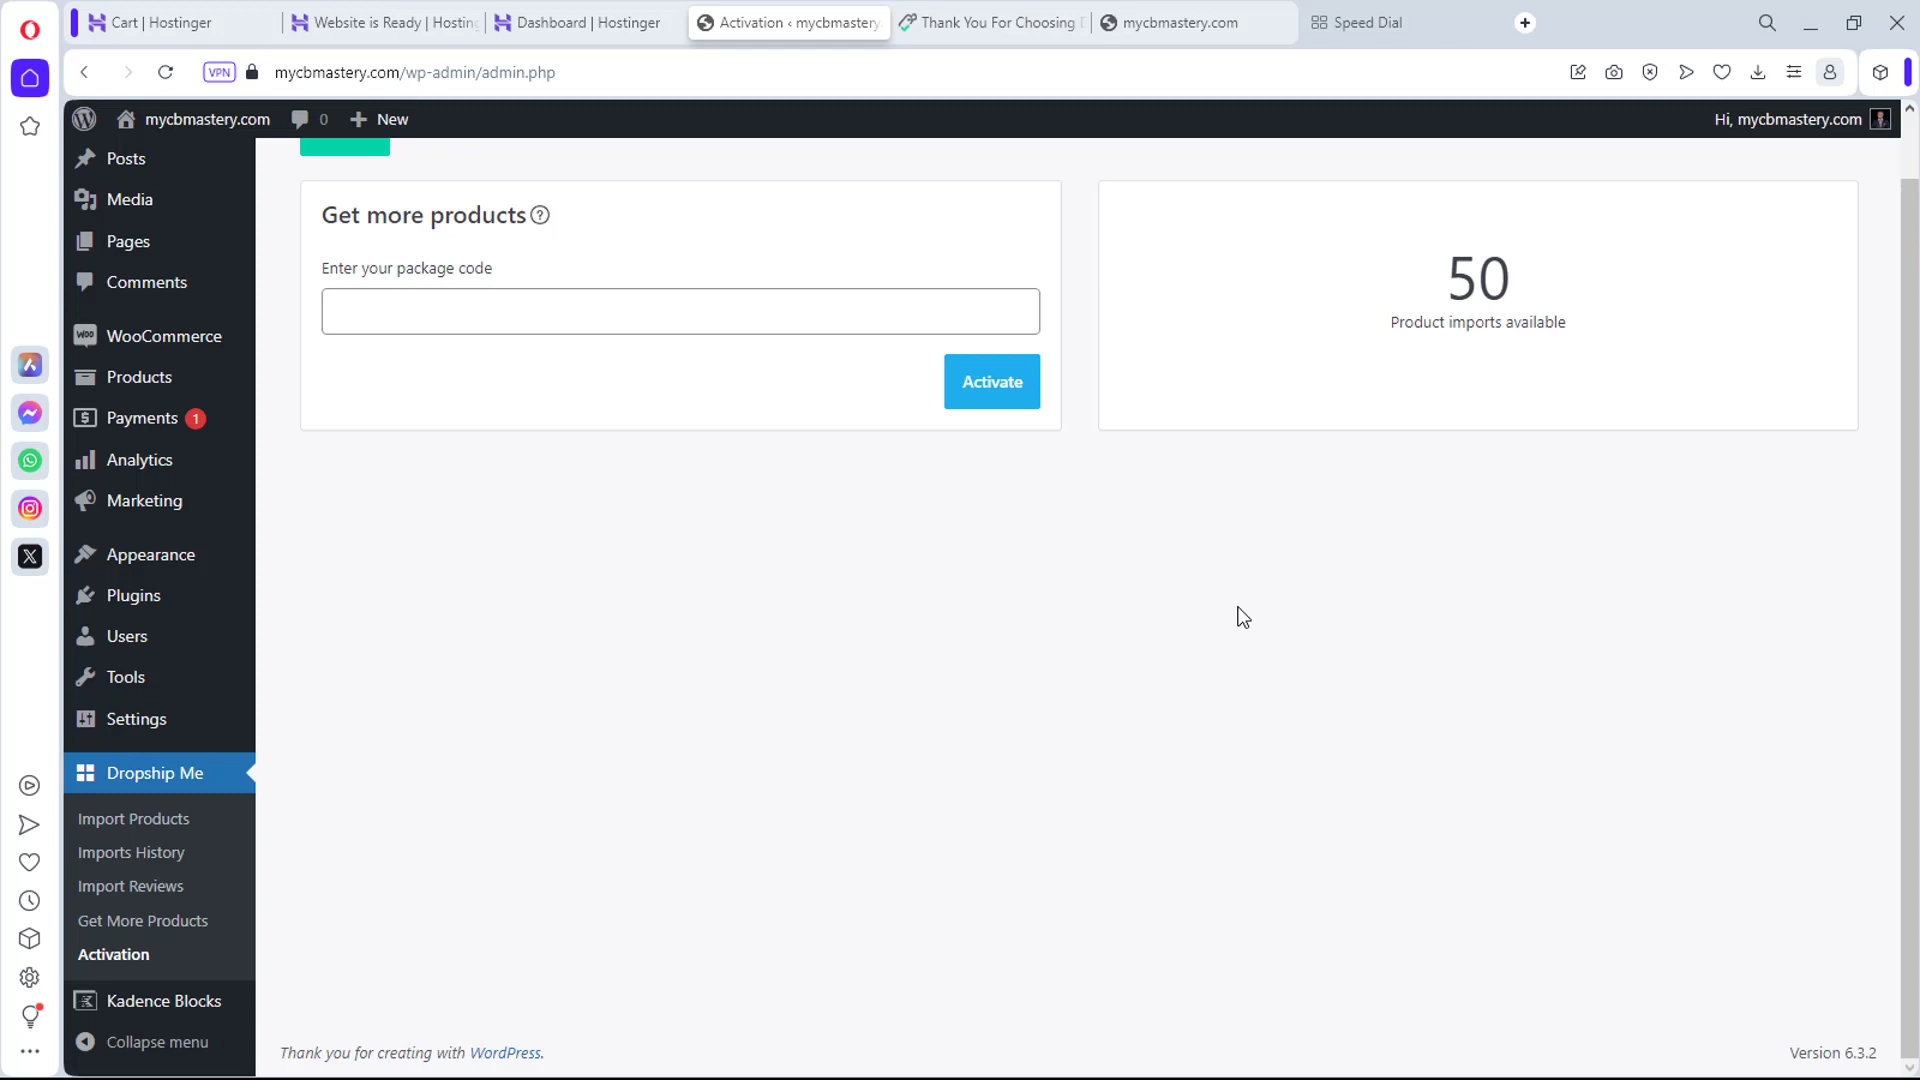 Cart | Hostinger
Website is Ready | Hosting
Dashboard | Hostinger
Activation ‹ mycbmastery
Thank You For Choosing
mycbmastery.com
Speed Dial
VPN
mycbmastery.com/wp-admin/admin.php
mycbmastery.com
0
New
Hi, mycbmastery.com
Posts
Media
Pages
Comments
WooCommerce
Products
Payments 1
Analytics
Marketing
Appearance
Plugins
Users
Tools
Settings
Dropship Me
Import Products
Imports History
Import Reviews
Get More Products
Activation
Kadence Blocks
Collapse menu
Get more products ?
Enter your package code
Activate
50
Product imports available
Thank you for creating with WordPress.
Version 6.3.2